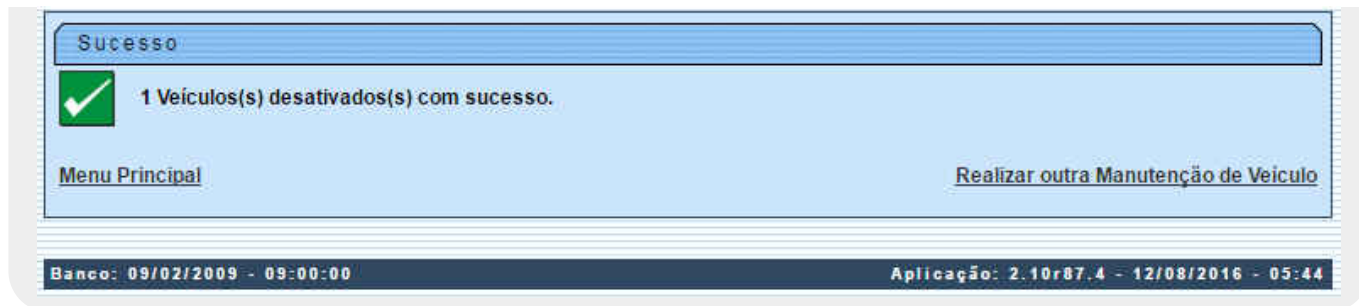 Sucesso
1 Veículos(s) desativados(s) com sucesso.
Menu Principal
Realizar outra Manutenção de Veículo
Banco: 09/02/2009 - 09:00:00
Aplicação: 2.10r87.4 - 12/08/2016 - 05:44